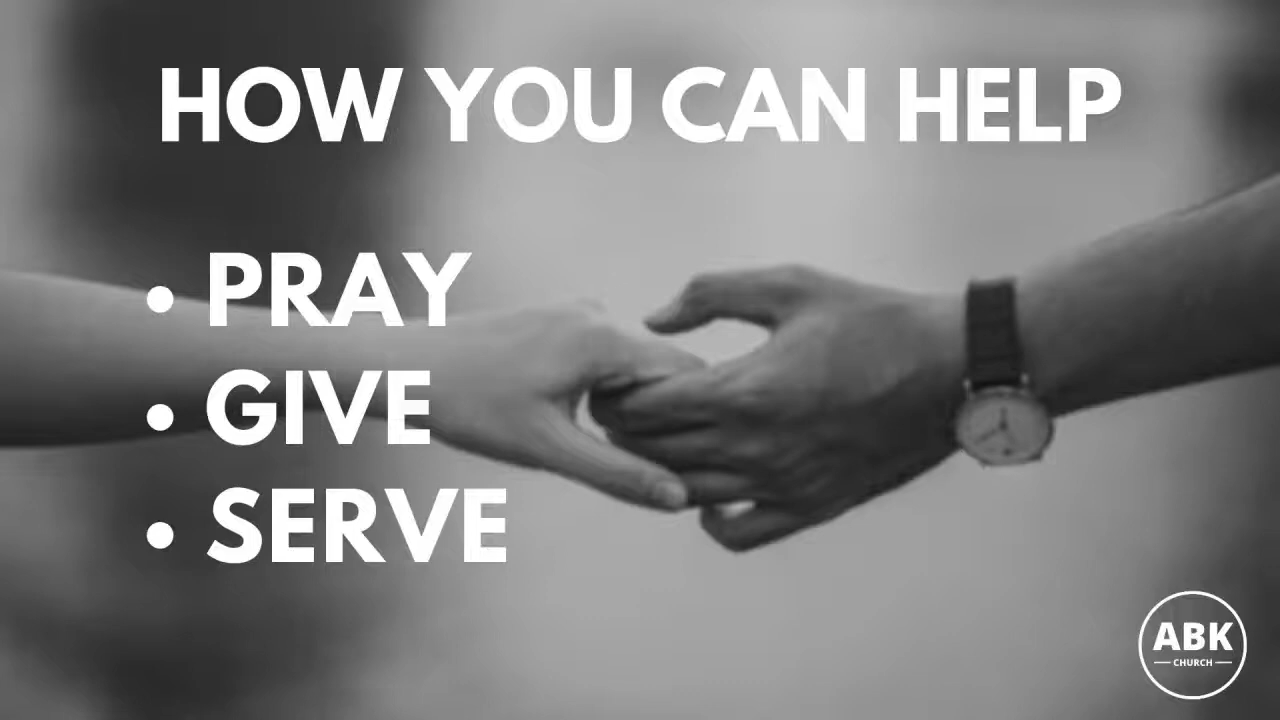 HOW YOU CAN HELP
• PRAY
• GIVE
• SERVE
ABK
CHURCH